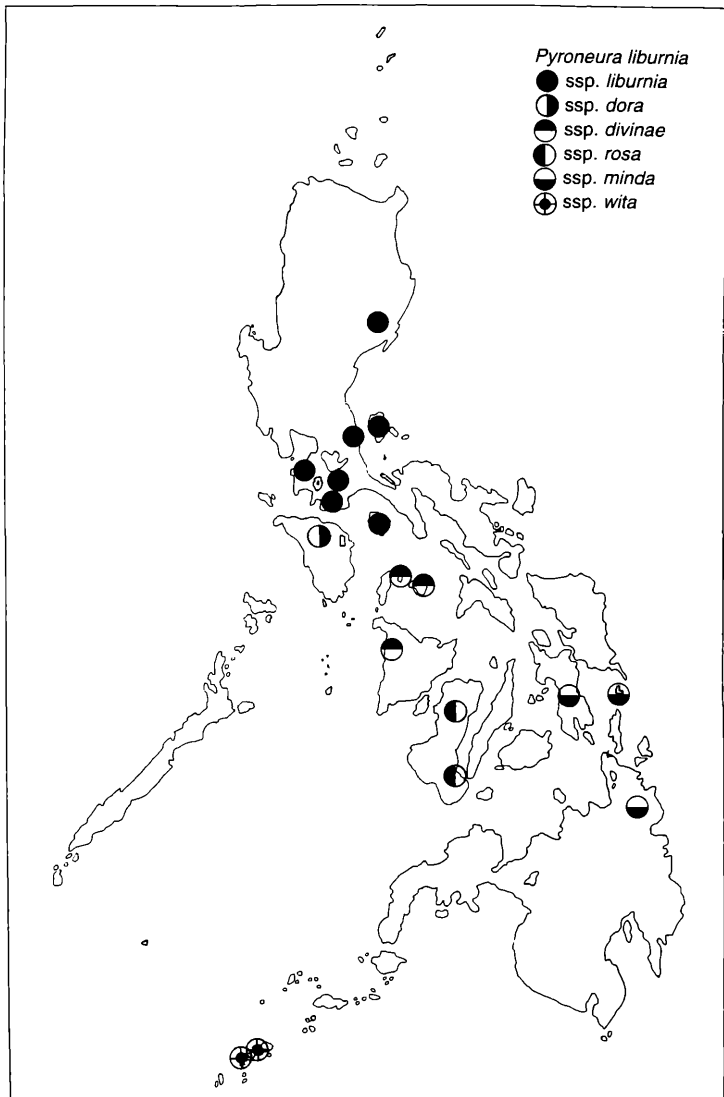 Pyroneura liburnia
ssp. liburnia
ssp. dora
ssp. divinae
ssp. rosa
ssp. minda
ssp. wita